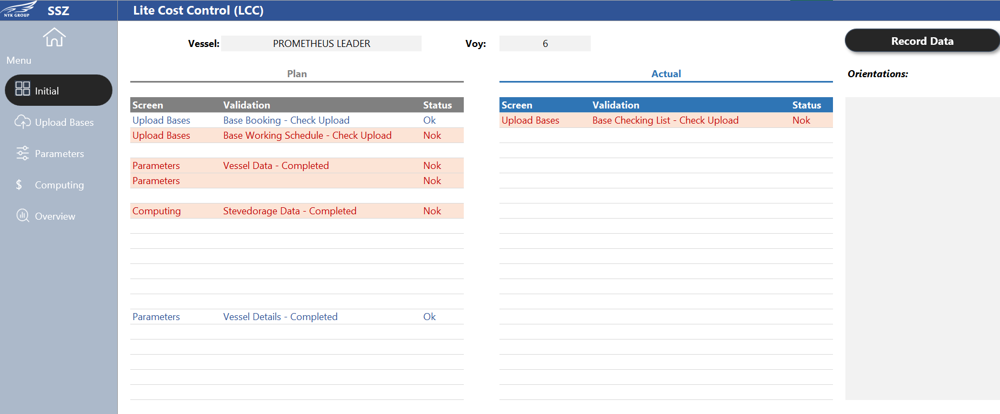 NYK GROUP
SSZ
Lite Cost Control (LCC)
Menu
Initial
Upload Bases
Parameters
$ Computing
Overview
Vessel: PROMETHEUS LEADER Voy: 6
Record Data
Plan
Actual
Orientations:
Screen Validation Status
Upload Bases Base Booking - Check Upload Ok
Upload Bases Base Working Schedule - Check Upload Nok
Parameters Vessel Data - Completed Nok
Parameters Nok
Computing Stevedorage Data - Completed Nok
Parameters Vessel Details - Completed Ok
Screen Validation Status
Upload Bases Base Checking List - Check Upload Nok